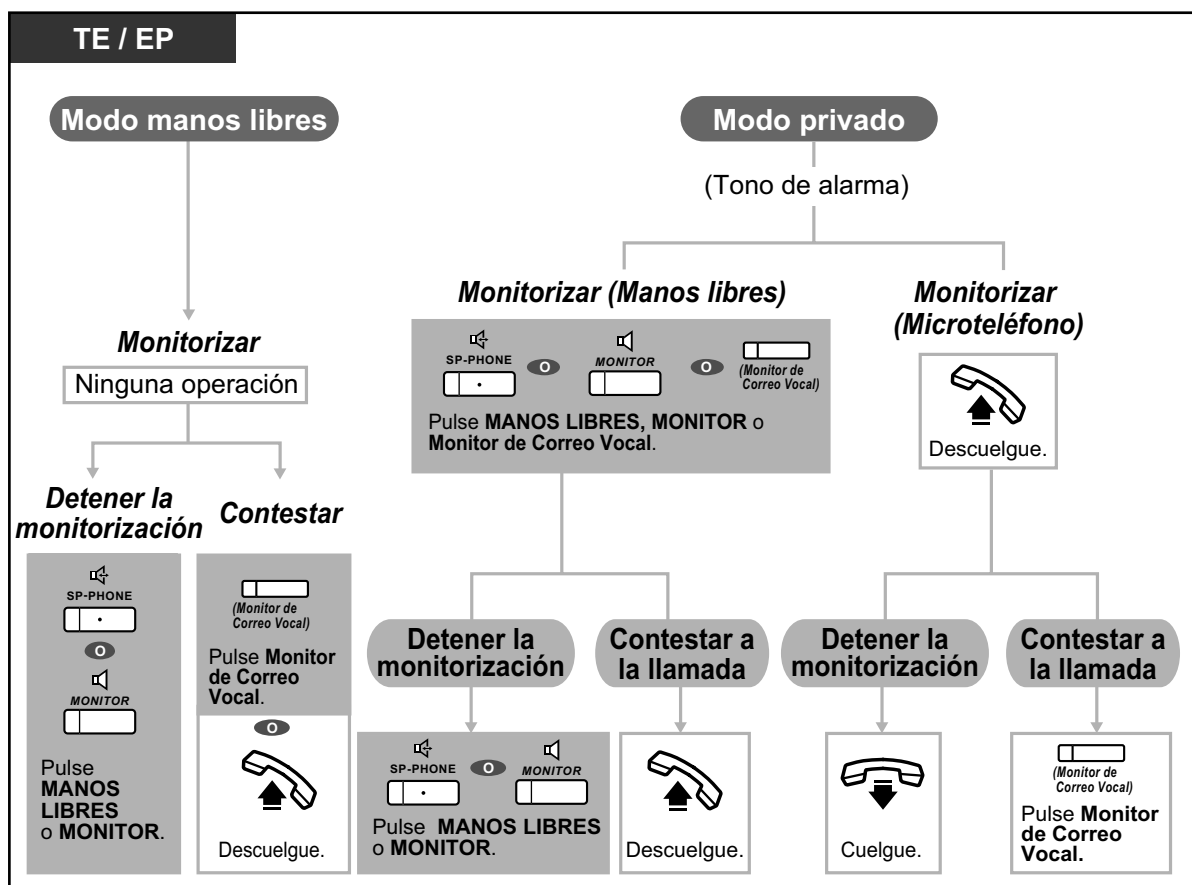 TE / EP
Modo manos libres
Monitorizar
Ninguna operación
Detener la
monitorización
SP-PHONE
O
MONITOR
Pulse
MANOS
LIBRES
o MONITOR.
Contestar
(Monitor de
Correo Vocal)
Pulse Monitor
de Correo
Vocal.
O
Descuelgue.
Modo privado
(Tono de alarma)
Monitorizar (Manos libres)
SP-PHONE
O
MONITOR
O
(Monitor de
Correo Vocal)
Pulse MANOS LIBRES, MONITOR o
Monitor de Correo Vocal.
Detener la
monitorización
SP-PHONE
O
MONITOR
Pulse MANOS LIBRES
o MONITOR.
Contestar a
la llamada
Descuelgue.
Monitorizar
(Microteléfono)
Descuelgue.
Detener la
monitorización
Cuelgue.
Contestar a
la llamada
(Monitor de
Correo Vocal)
Pulse Monitor
de Correo
Vocal.